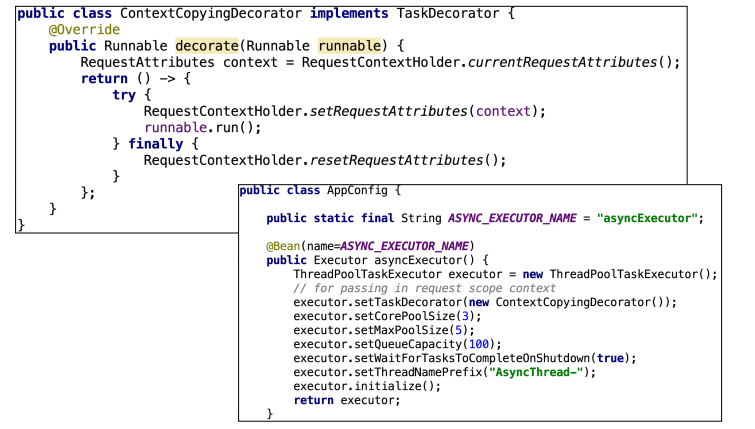 public class ContextCopyingDecorator implements TaskDecorator {
    @Override
    public Runnable decorate(Runnable runnable) {
        RequestAttributes context = RequestContextHolder.currentRequestAttributes();
        return () -> {
            try {
                RequestContextHolder.setRequestAttributes(context);
                runnable.run();
            } finally {
                RequestContextHolder.resetRequestAttributes();
            }
        };
    }
}
public class AppConfig {
    public static final String ASYNC_EXECUTOR_NAME = "asyncExecutor";
    @Bean(name=ASYNC_EXECUTOR_NAME)
    public Executor asyncExecutor() {
        ThreadPoolTaskExecutor executor = new ThreadPoolTaskExecutor();
        // for passing in request scope context
        executor.setTaskDecorator(new ContextCopyingDecorator());
        executor.setCorePoolSize(3);
        executor.setMaxPoolSize(5);
        executor.setQueueCapacity(100);
        executor.setWaitForTasksToCompleteOnShutdown(true);
        executor.setThreadNamePrefix("AsyncThread-");
        executor.initialize();
        return executor;
    }